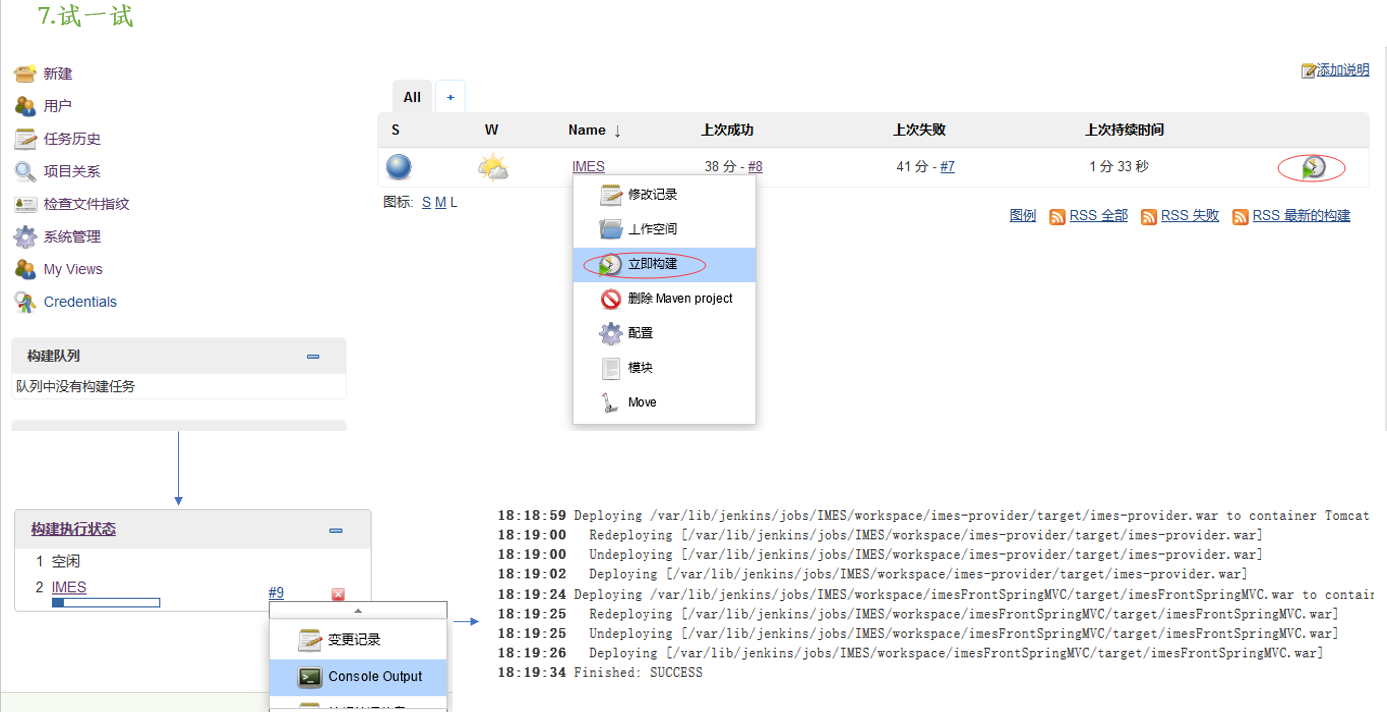 7.试一试
新建
用户
任务历史
项目关系
检查文件指纹
系统管理
My Views
Credentials
构建队列
队列中没有构建任务
添加说明
All +
S W Name ↓ 上次成功 上次失败 上次持续时间
IMES 38 分 - #8 41 分 - #7 1 分 33 秒
图标: S M L
图例 RSS 全部 RSS 失败 RSS 最新的构建
修改记录
工作空间
立即构建
删除 Maven project
配置
模块
Move
构建执行状态
1 空闲
2 IMES #9
变更记录
Console Output
18:18:59 Deploying /var/lib/jenkins/jobs/IMES/workspace/imes-provider/target/imes-provider.war to container Tomcat
18:19:00 Redeploying [/var/lib/jenkins/jobs/IMES/workspace/imes-provider/target/imes-provider.war]
18:19:00 Undeploying [/var/lib/jenkins/jobs/IMES/workspace/imes-provider/target/imes-provider.war]
18:19:02 Deploying [/var/lib/jenkins/jobs/IMES/workspace/imes-provider/target/imes-provider.war]
18:19:24 Deploying /var/lib/jenkins/jobs/IMES/workspace/imesFrontSpringMVC/target/imesFrontSpringMVC.war to contain
18:19:25 Redeploying [/var/lib/jenkins/jobs/IMES/workspace/imesFrontSpringMVC/target/imesFrontSpringMVC.war]
18:19:25 Undeploying [/var/lib/jenkins/jobs/IMES/workspace/imesFrontSpringMVC/target/imesFrontSpringMVC.war]
18:19:26 Deploying [/var/lib/jenkins/jobs/IMES/workspace/imesFrontSpringMVC/target/imesFrontSpringMVC.war]
18:19:34 Finished: SUCCESS